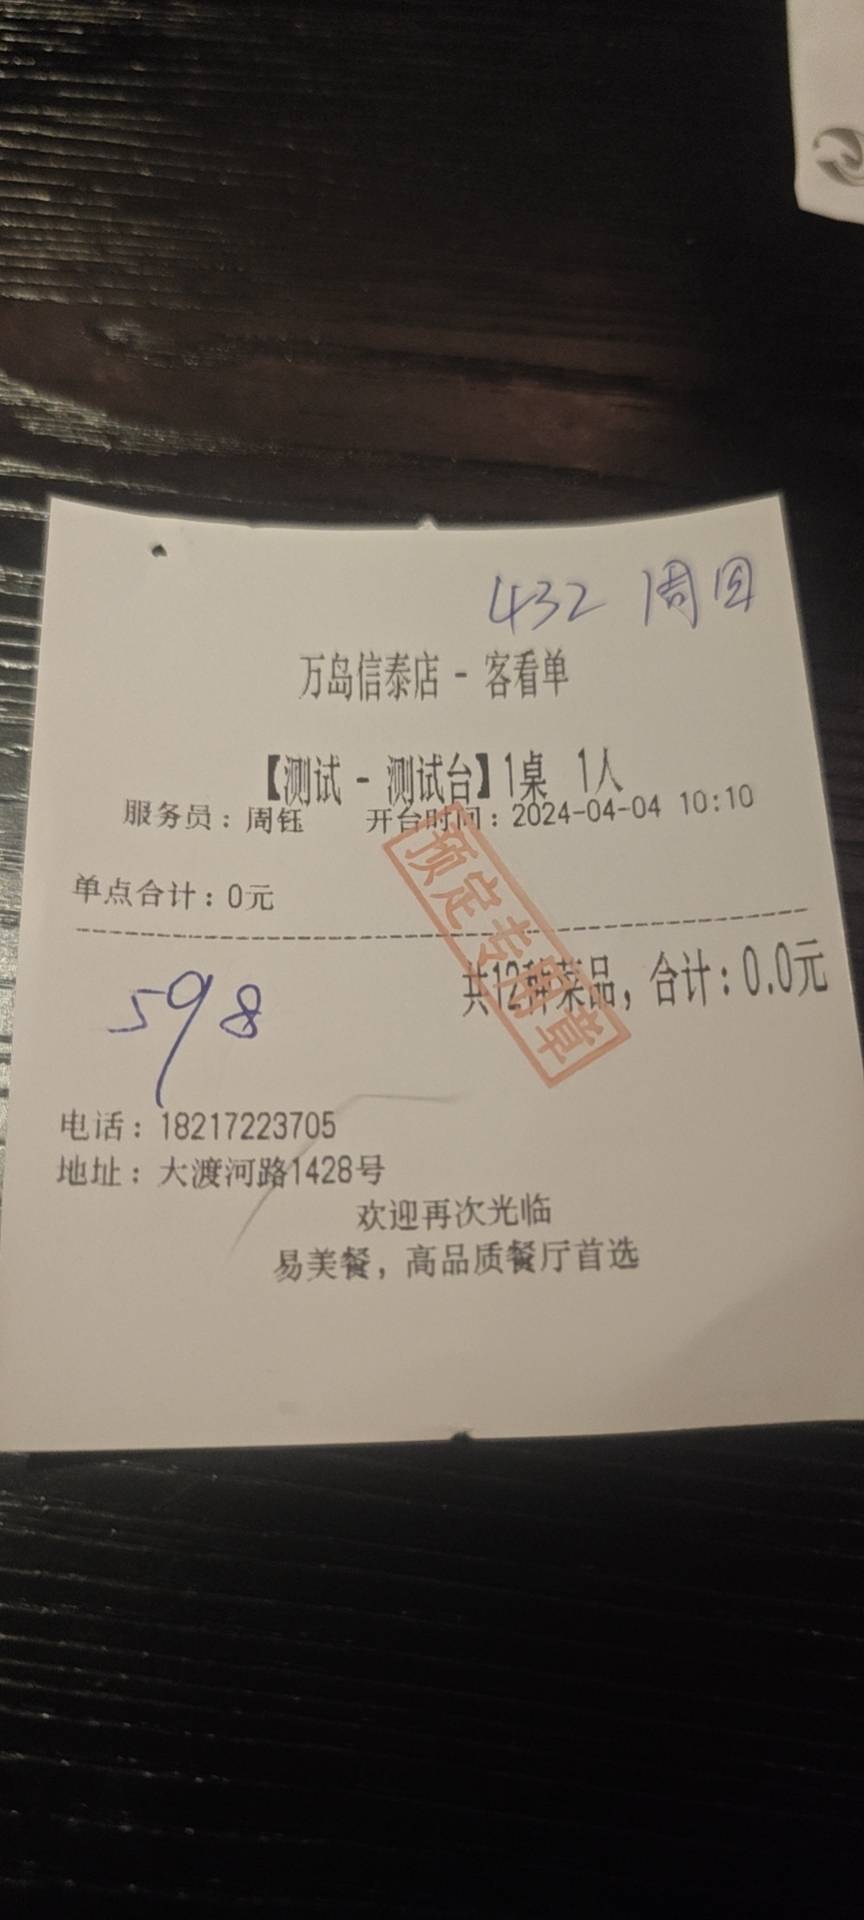 432 周
万岛信泰店 - 客看单
【测试 - 测试台】1桌 1人
服务员：周钰 开台时间：2024-04-04 10:10
单点合计：0元
预定专用章
共12种菜品，合计：0.0元
598
电话：18217223705
地址：大渡河路1428号
欢迎再次光临
易美餐，高品质餐厅首选